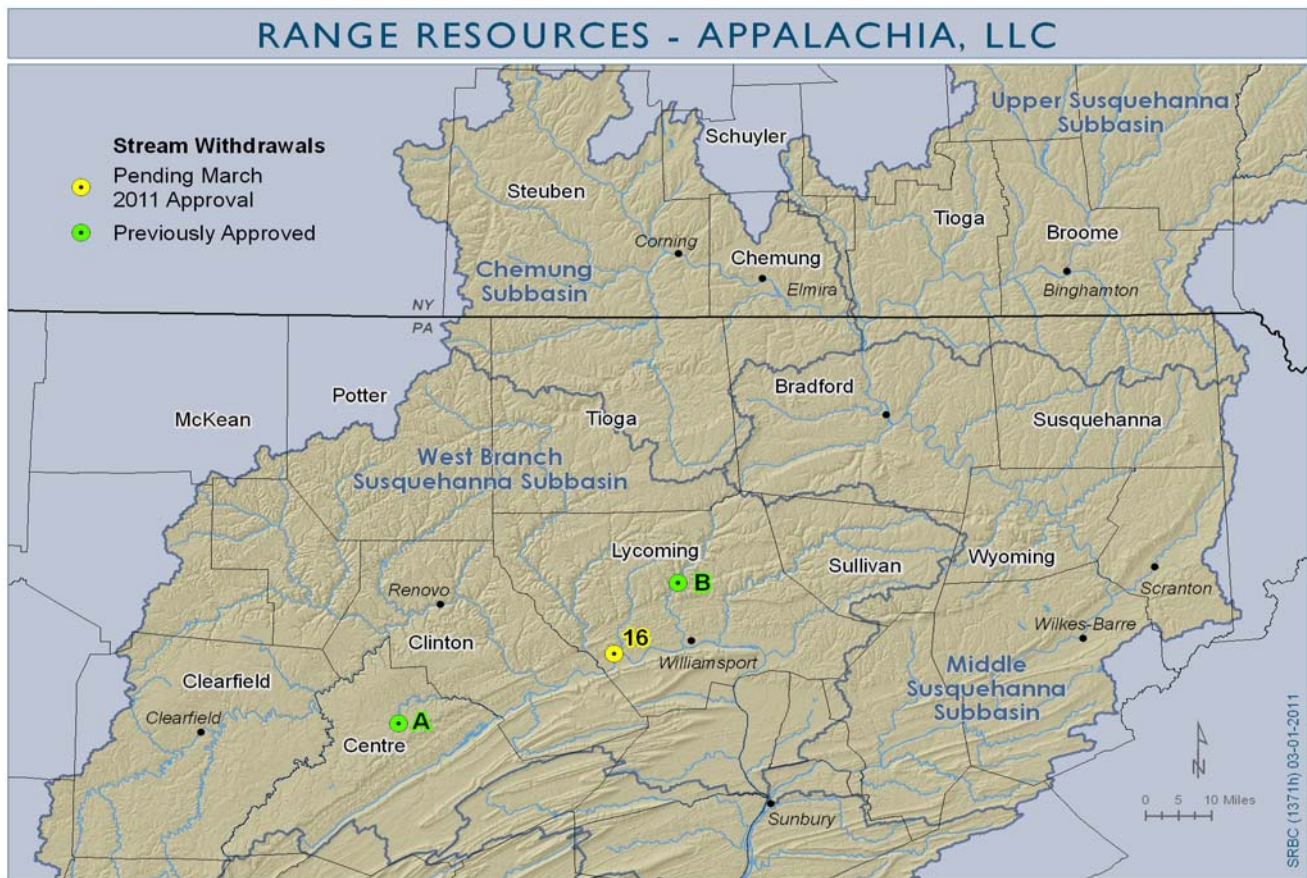 RANGE RESOURCES - APPALACHIA, LLC
Stream Withdrawals
Pending March
2011 Approval
Previously Approved
Upper Susquehanna
Subbasin
Schuyler
Steuben
Tioga
Broome
Corning
Chemung
Chemung
Subbasin
Elmira
Binghamton
NY
PA
Potter
McKean
Bradford
Tioga
Susquehanna
West Branch
Susquehanna Subbasin
Lycoming
B
Sullivan
Wyoming
Renovo
Scranton
16
Clinton
Williamsport
Wilkes-Barre
Clearfield
Middle
Susquehanna
Subbasin
Clearfield
A
Centre
N
0 5 10 Miles
Sunbury
SRBC (1371h) 03-01-2011